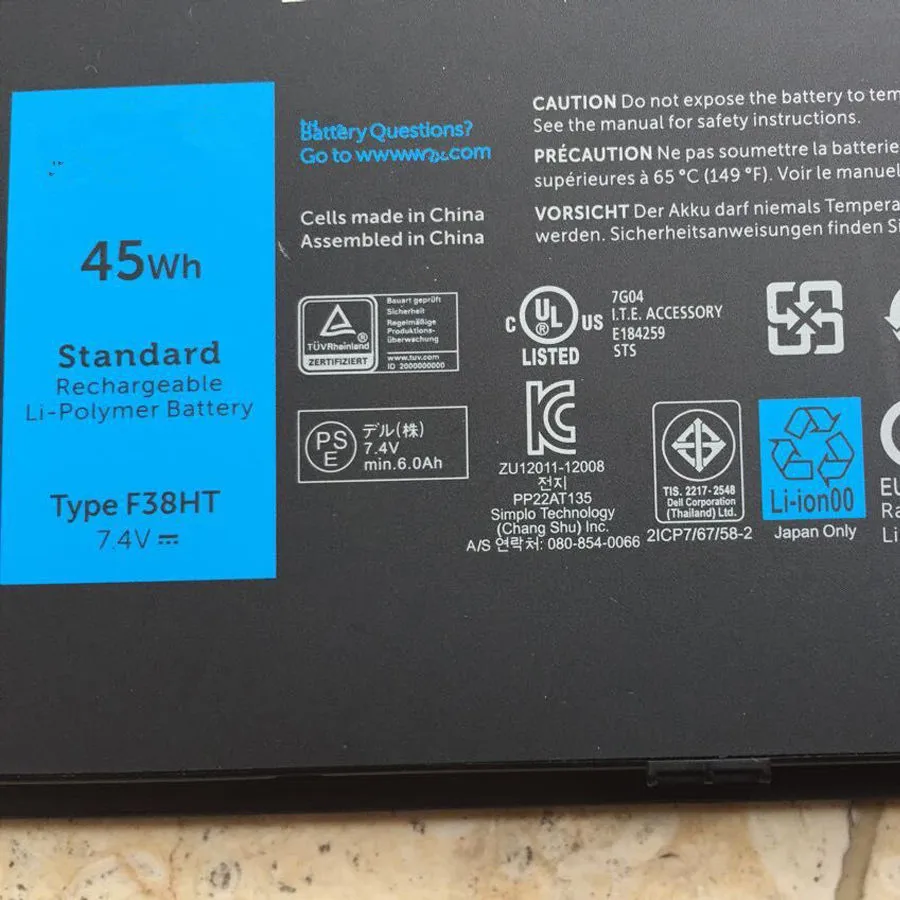 45Wh
Standard
Rechargeable
Li-Polymer Battery
Type F38HT
7.4V
Battery Questions?
Go to
Cells made in China
Assembled in China
CAUTION Do not expose the battery to tem
See the manual for safety instructions.
PRÉCAUTION Ne pas soumettre la batterie
supérieures à 65 °C (149 °F). Voir le manuel
VORSICHT Der Akku darf niemals Tempera
werden. Sicherheitsanweisungen finden Si
TÜVRheinland
ZERTIFIZIERT
Bauart geprüft
Sicherheit
Regelmäßige
Produktions-
überwachung
www.tuv.com
ID 2000000000
C UL US
®
LISTED
7G04
I.T.E. ACCESSORY
E184259
STS
PS
E
デル(株)
7.4V
min.6.0Ah
ZU12011-12008
전지
PP22AT135
Simplo Technology
(Chang Shu) Inc.
A/S 연락처: 080-854-0066
TIS. 2217-2548
Dell Corporation
(Thailand) Ltd.
2ICP7/67/58-2
Li-ion00
Japan Only
EU
Ra
Li